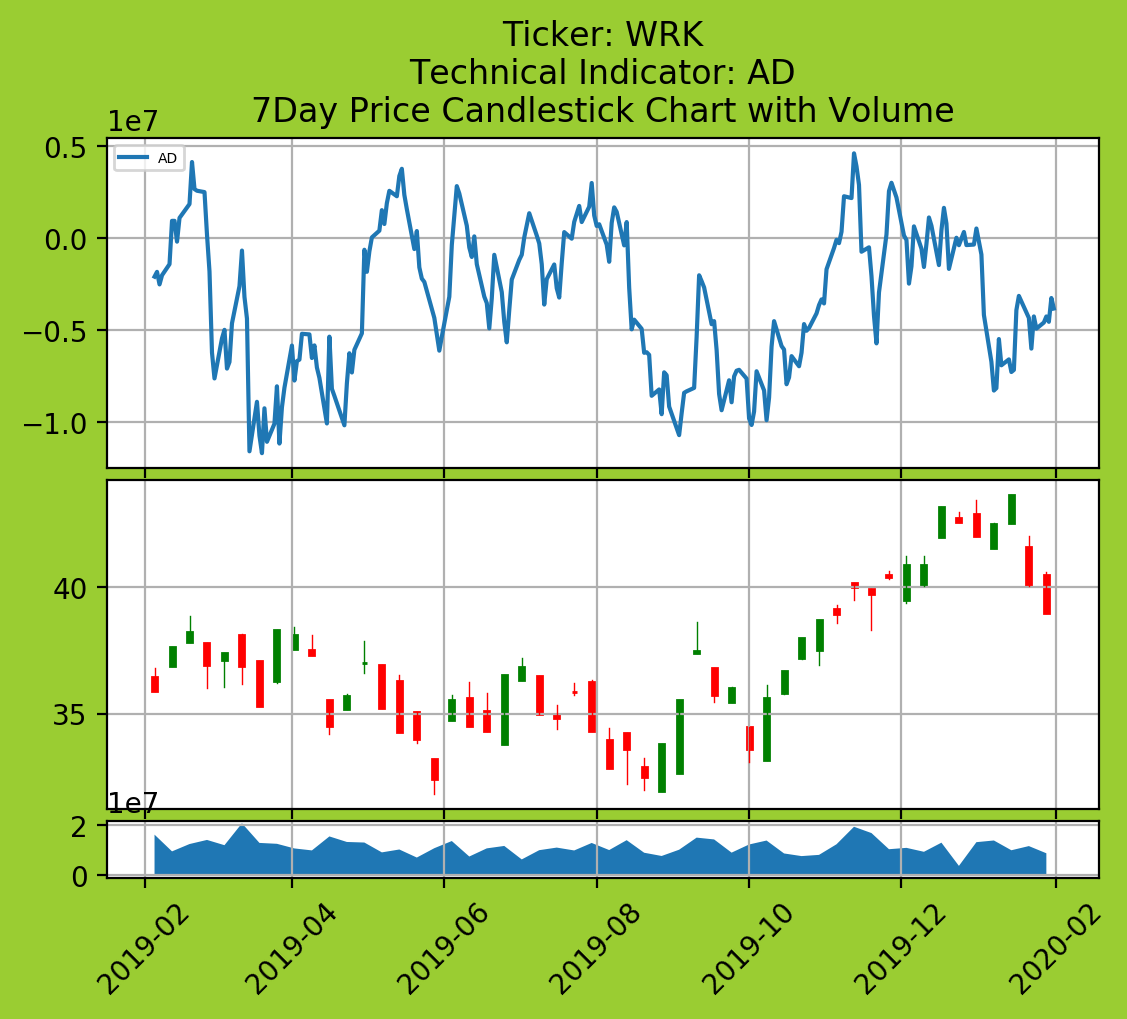 Ticker: WRK
Technical Indicator: AD
7Day Price Candlestick Chart with Volume
1e7
AD
0.5
0.0
−0.5
−1.0
40
35
1e7
2
0
2019-02
2019-04
2019-06
2019-08
2019-10
2019-12
2020-02